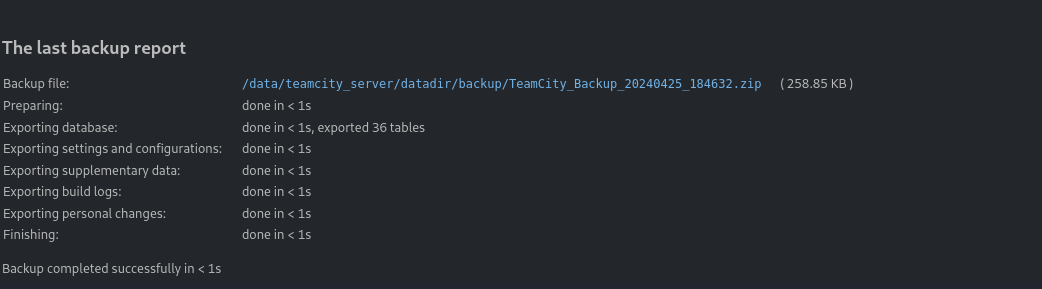 The last backup report
Backup file: /data/teamcity_server/datadir/backup/TeamCity_Backup_20240425_184632.zip (258.85 KB)
Preparing: done in < 1s
Exporting database: done in < 1s, exported 36 tables
Exporting settings and configurations: done in < 1s
Exporting supplementary data: done in < 1s
Exporting build logs: done in < 1s
Exporting personal changes: done in < 1s
Finishing: done in < 1s
Backup completed successfully in < 1s